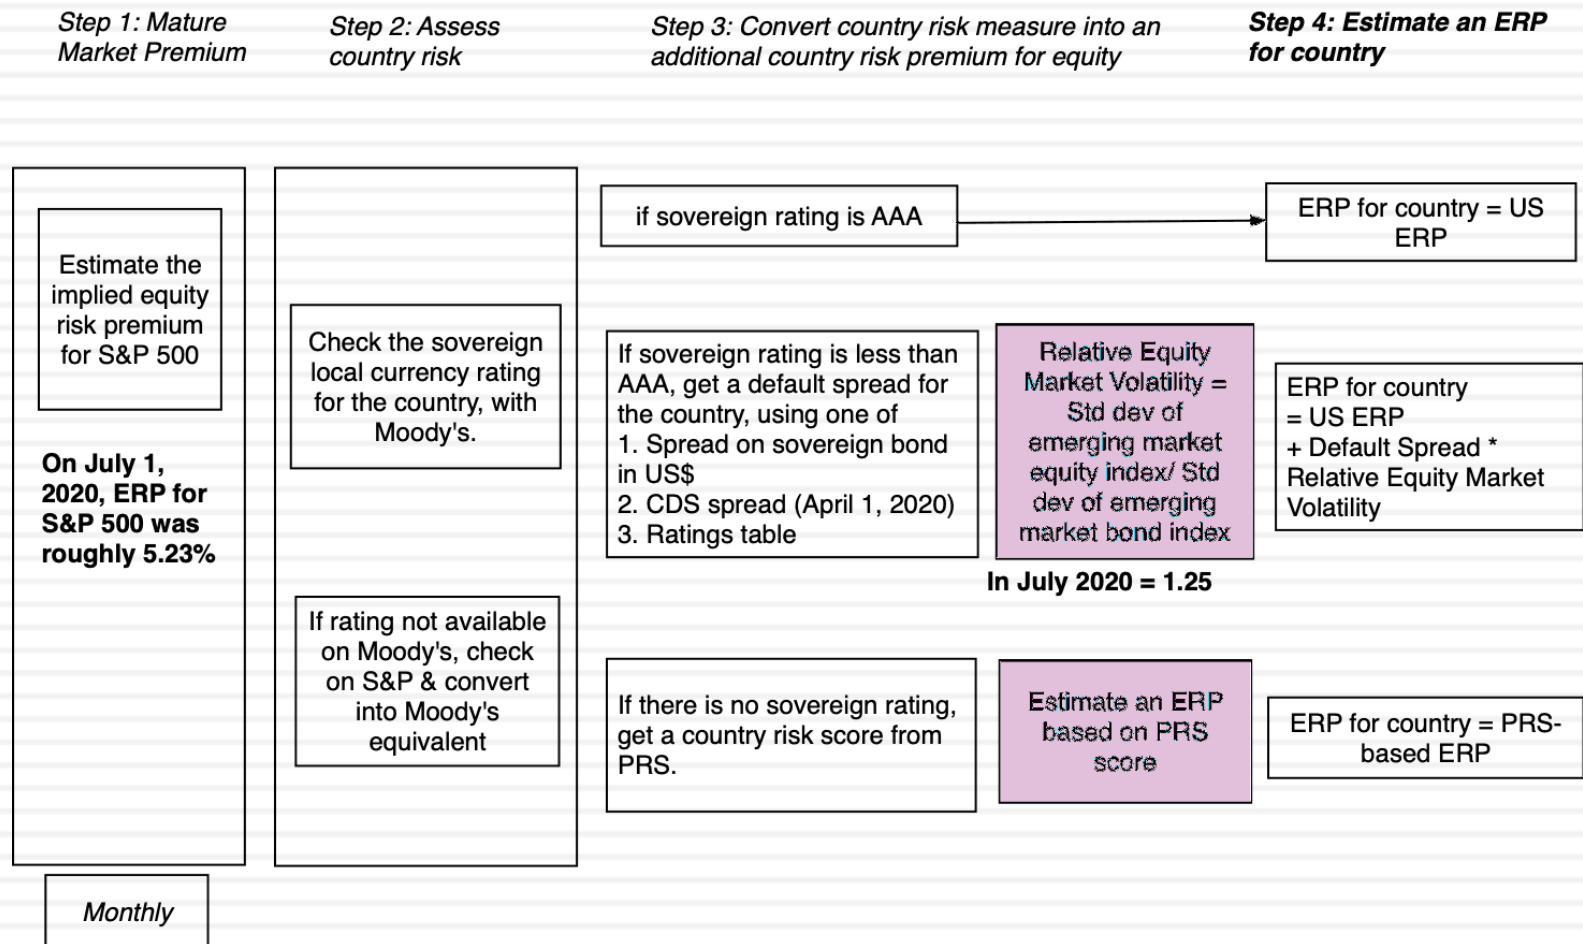 Step 1: Mature
Market Premium
Step 2: Assess
country risk
Step 3: Convert country risk measure into an
additional country risk premium for equity
Step 4: Estimate an ERP
for country
Estimate the
implied equity
risk premium
for S&P 500
On July 1,
2020, ERP for
S&P 500 was
roughly 5.23%
Monthly
Check the sovereign
local currency rating
for the country, with
Moody's.
If rating not available
on Moody's, check
on S&P & convert
into Moody's
equivalent
if sovereign rating is AAA
ERP for country = US
ERP
If sovereign rating is less than
AAA, get a default spread for
the country, using one of
1. Spread on sovereign bond
in US$
2. CDS spread (April 1, 2020)
3. Ratings table
Relative Equity
Market Volatility =
Std dev of
emerging market
equity index/ Std
dev of emerging
market bond index
In July 2020 = 1.25
ERP for country
= US ERP
+ Default Spread *
Relative Equity Market
Volatility
If there is no sovereign rating,
get a country risk score from
PRS.
Estimate an ERP
based on PRS
score
ERP for country = PRS-
based ERP